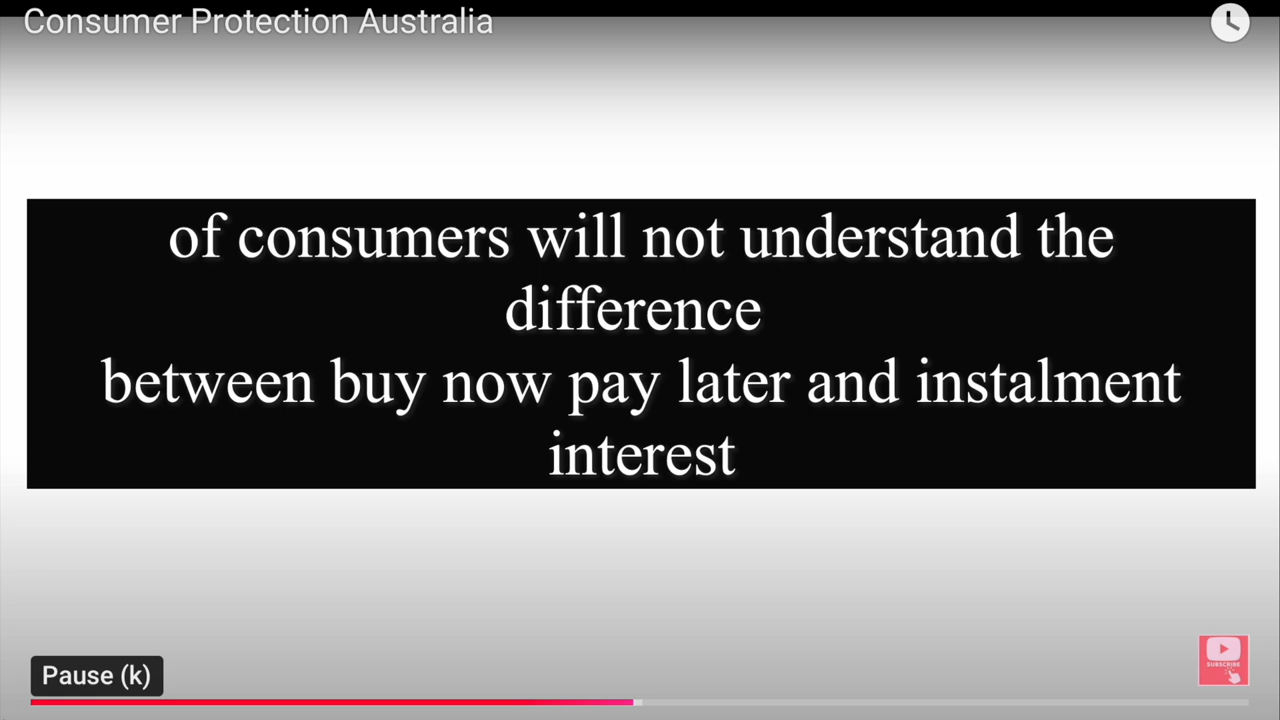 Consumer Protection Australia
of consumers will not understand the
difference
between buy now pay later and instalment
interest
SUBSCRIBE
Pause (k)